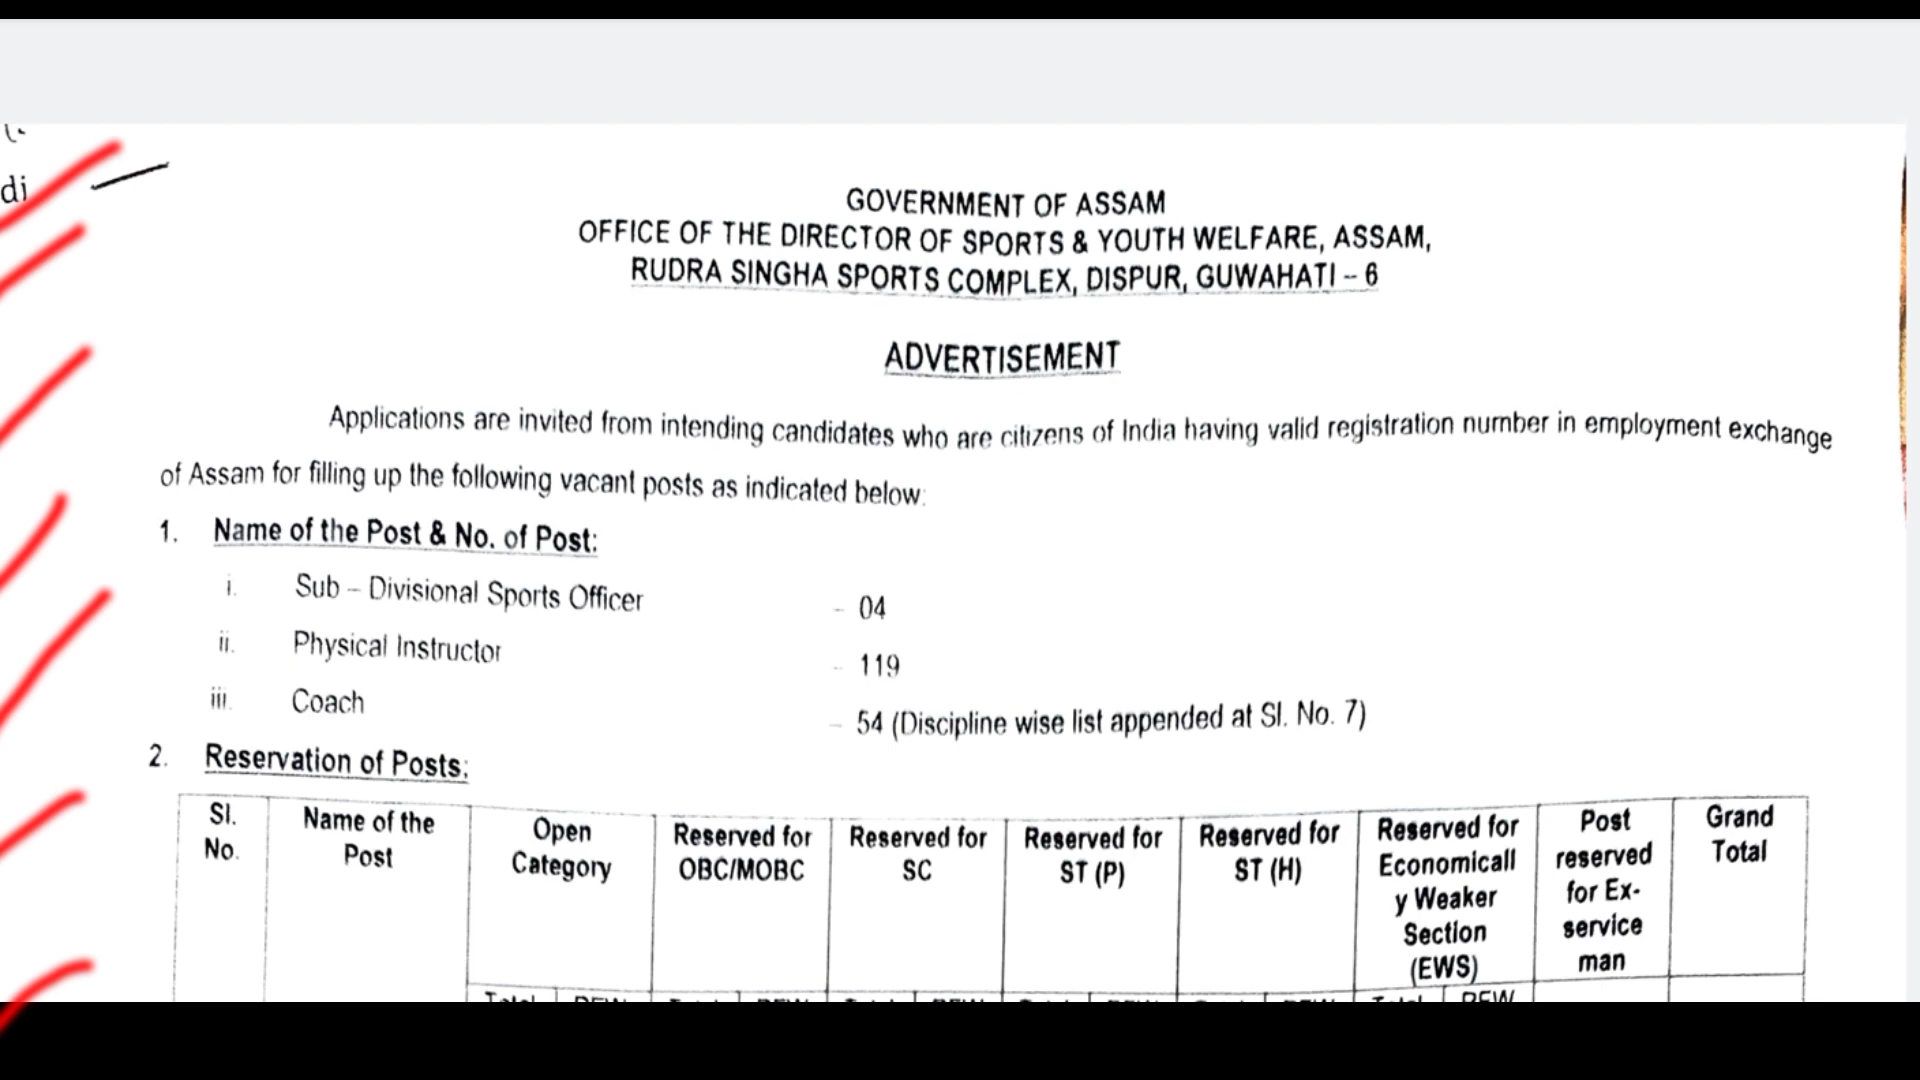 di
GOVERNMENT OF ASSAM
OFFICE OF THE DIRECTOR OF SPORTS & YOUTH WELFARE, ASSAM,
RUDRA SINGHA SPORTS COMPLEX, DISPUR, GUWAHATI – 6
ADVERTISEMENT
Applications are invited from intending candidates who are citizens of India having valid registration number in employment exchange
of Assam for filling up the following vacant posts as indicated below:
1. Name of the Post & No. of Post:
i. Sub – Divisional Sports Officer – 04
ii. Physical Instructor – 119
iii. Coach – 54 (Discipline wise list appended at Sl. No. 7)
2. Reservation of Posts:
Sl. No.
Name of the Post
Open Category
Reserved for OBC/MOBC
Reserved for SC
Reserved for ST (P)
Reserved for ST (H)
Reserved for Economicall y Weaker Section (EWS)
Post reserved for Ex- service man
Grand Total